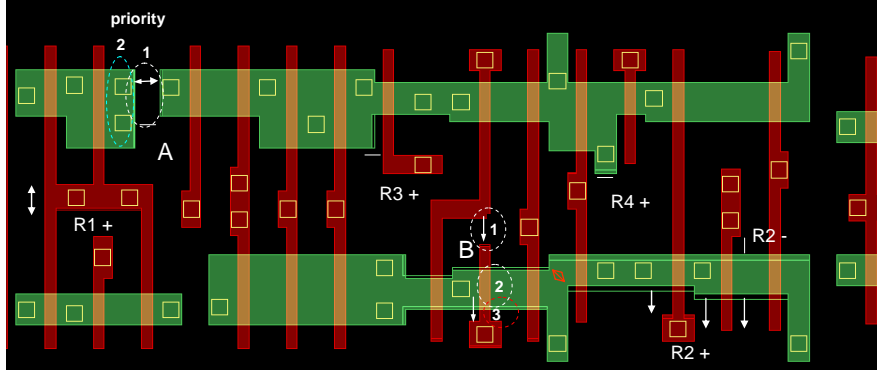 priority
2 1
A
R3 +
R4 +
R1 +
1
B
R2 -
2
3
R2 +